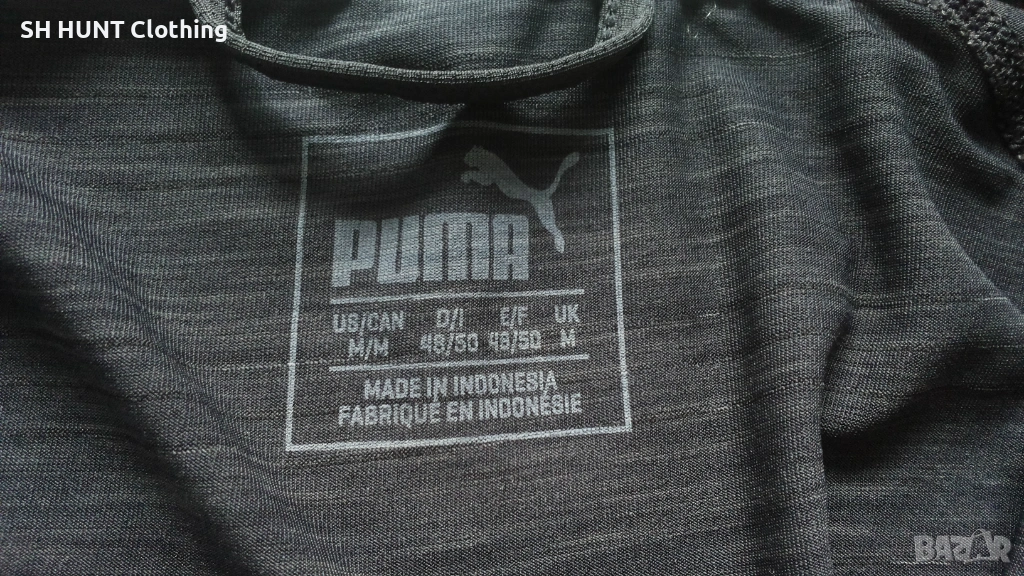 SH HUNT Clothing
PUMA
US/CAN D/I E/F UK
M/M 48/50 48/50 M
MADE IN INDONESIA
FABRIQUÉ EN INDONÉSIE
BAZAR